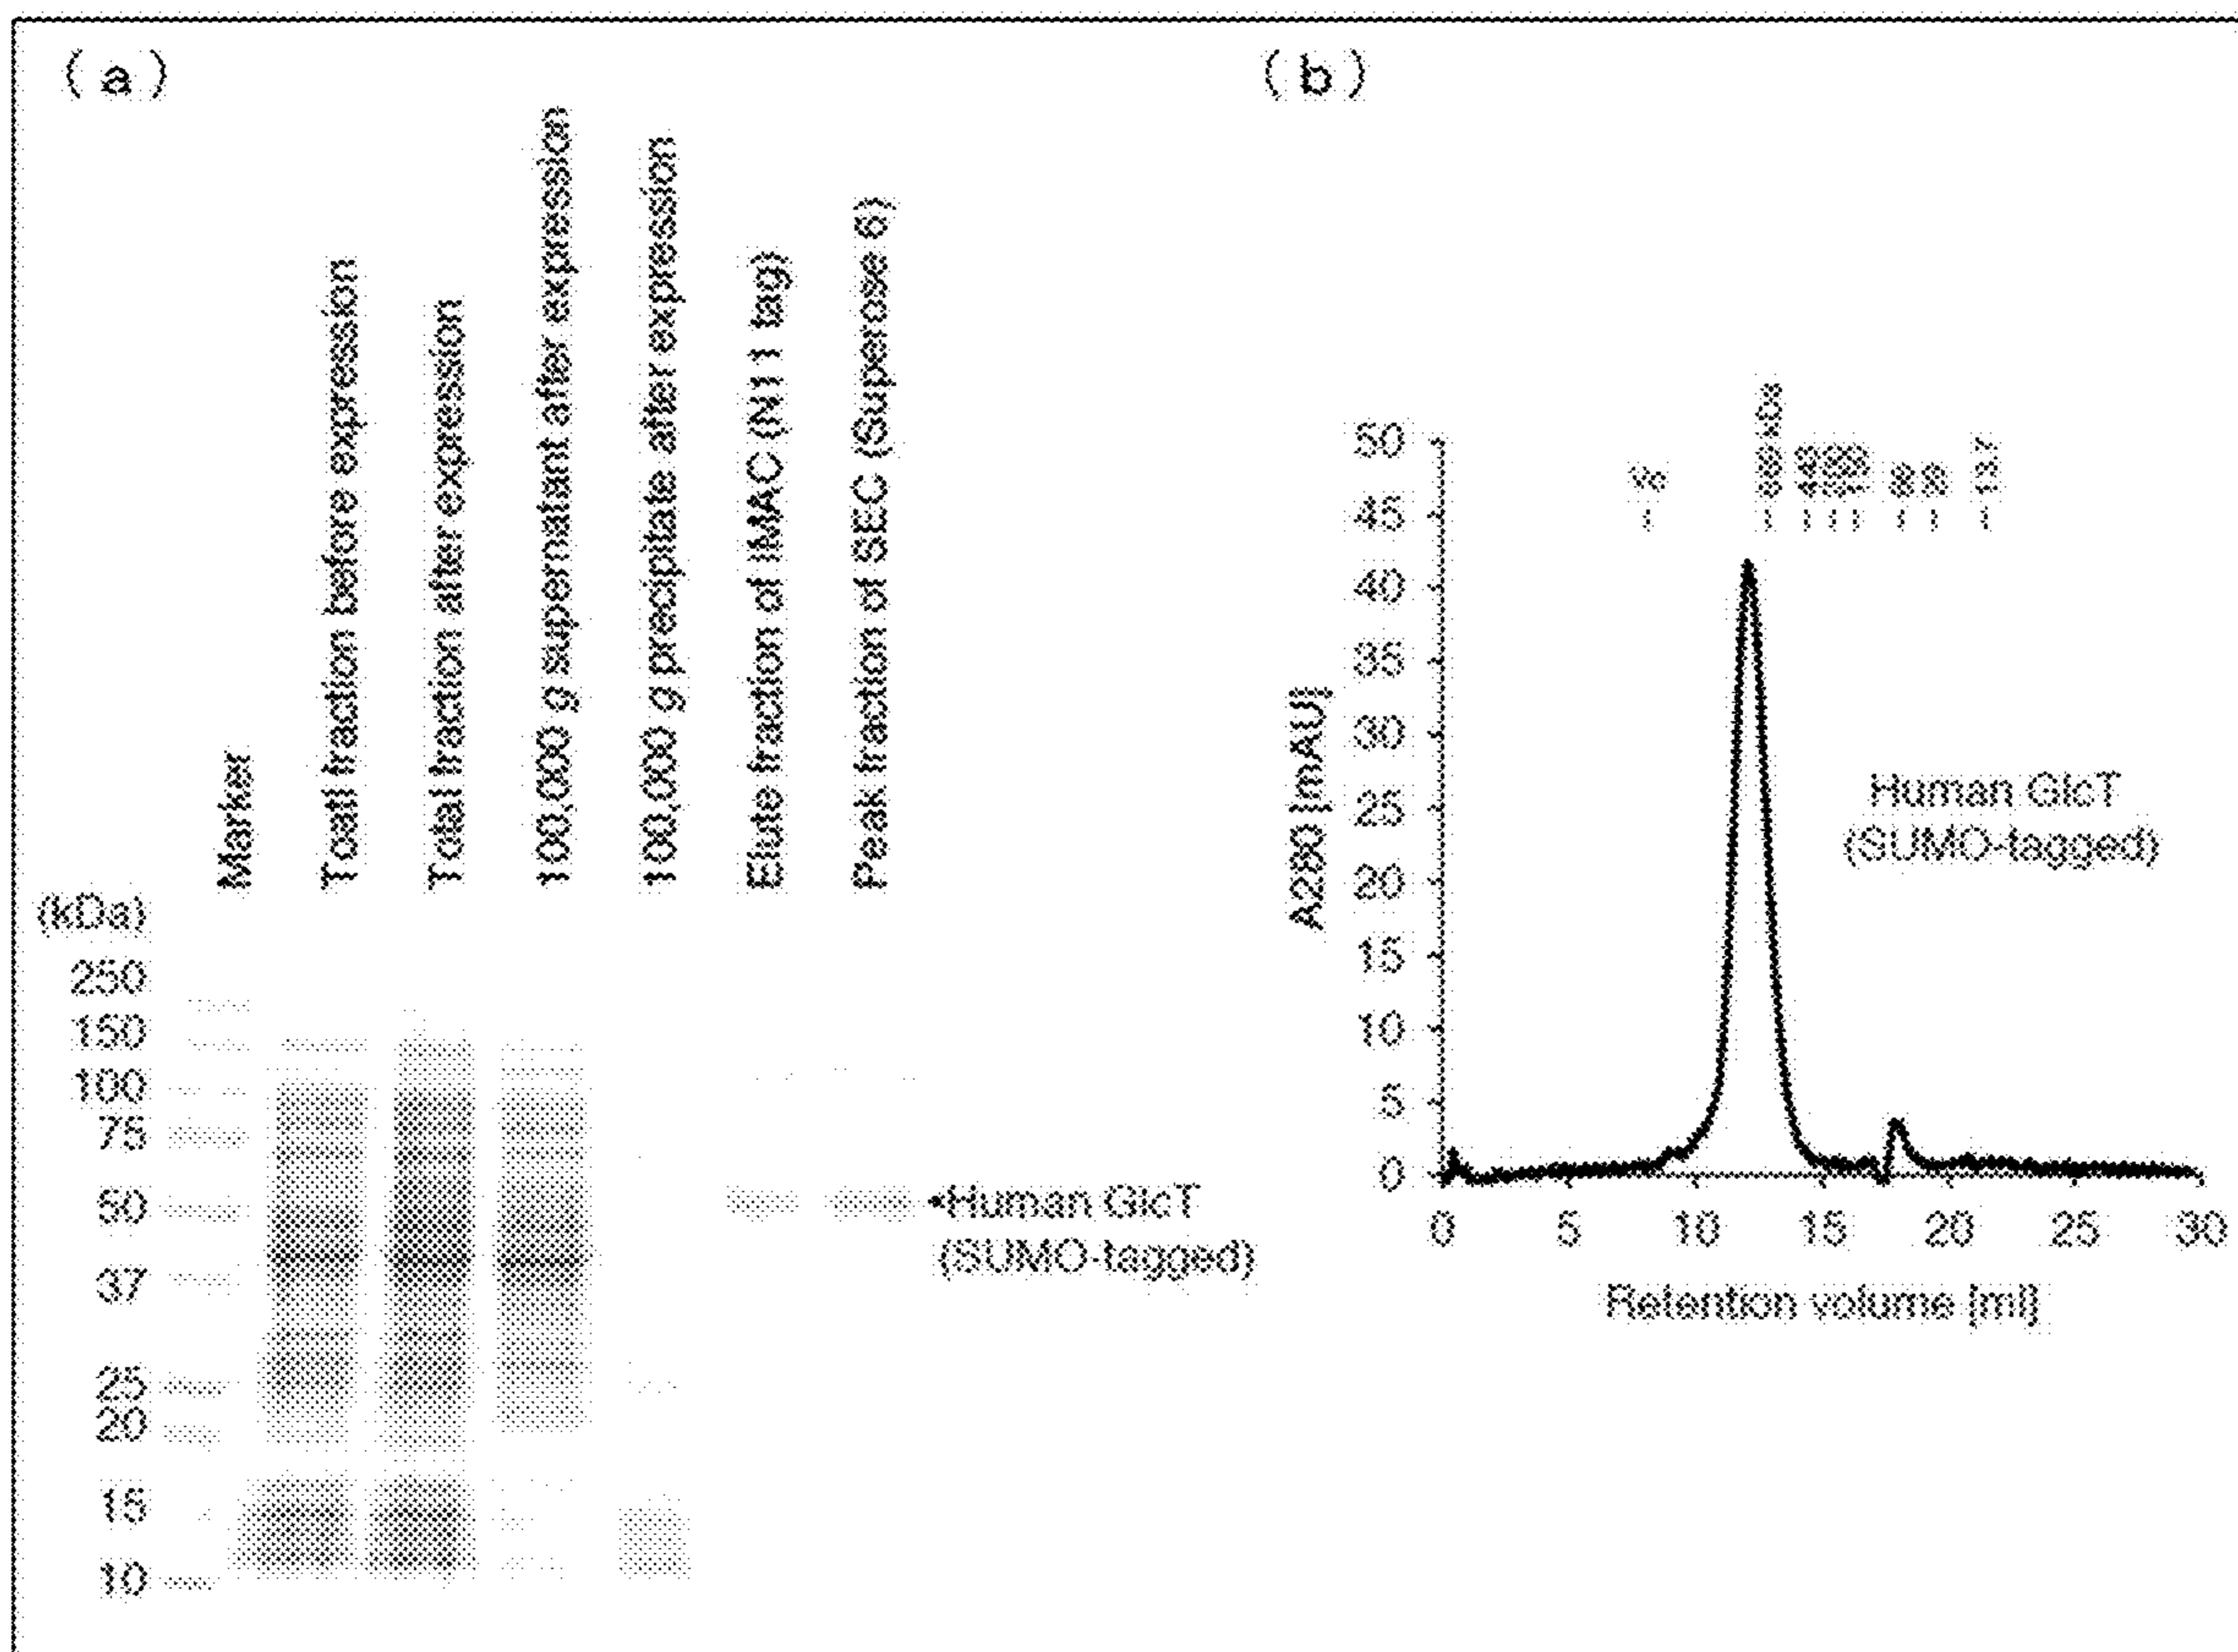 (a)
Marker
Toatl fraction before expression
Total fraction after expression
100,000 g supernatant after expression
100,000 g precipitate after expression
Elute fraction of IMAC (N11 tag)
Peak fraction of SEC (Superose 6)
(kDa)
250
150
100
75
50
37
25
20
15
10
Human GlcT
(SUMO-tagged)
(b)
13.7
A280 [mAU]
50
45
40
35
30
25
20
15
10
5
0
Human GlcT
(SUMO-tagged)
0 5 10 15 20 25 30
Retention volume [ml]